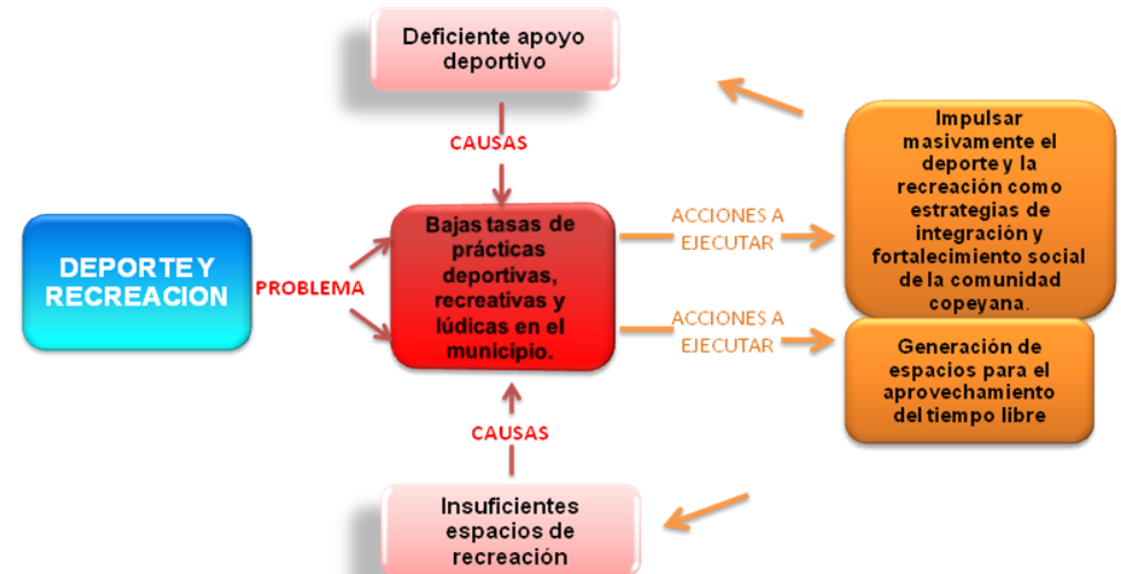 Deficiente apoyo
deportivo
CAUSAS
DEPORTE Y
RECREACION
PROBLEMA
Bajas tasas de
prácticas
deportivas,
recreativas y
lúdicas en el
municipio.
ACCIONES A
EJECUTAR
Impulsar
masivamente el
deporte y la
recreación como
estrategias de
integración y
fortalecimiento social
de la comunidad
copeyana.
ACCIONES A
EJECUTAR
Generación de
espacios para el
aprovechamiento
del tiempo libre
CAUSAS
Insuficientes
espacios de
recreación